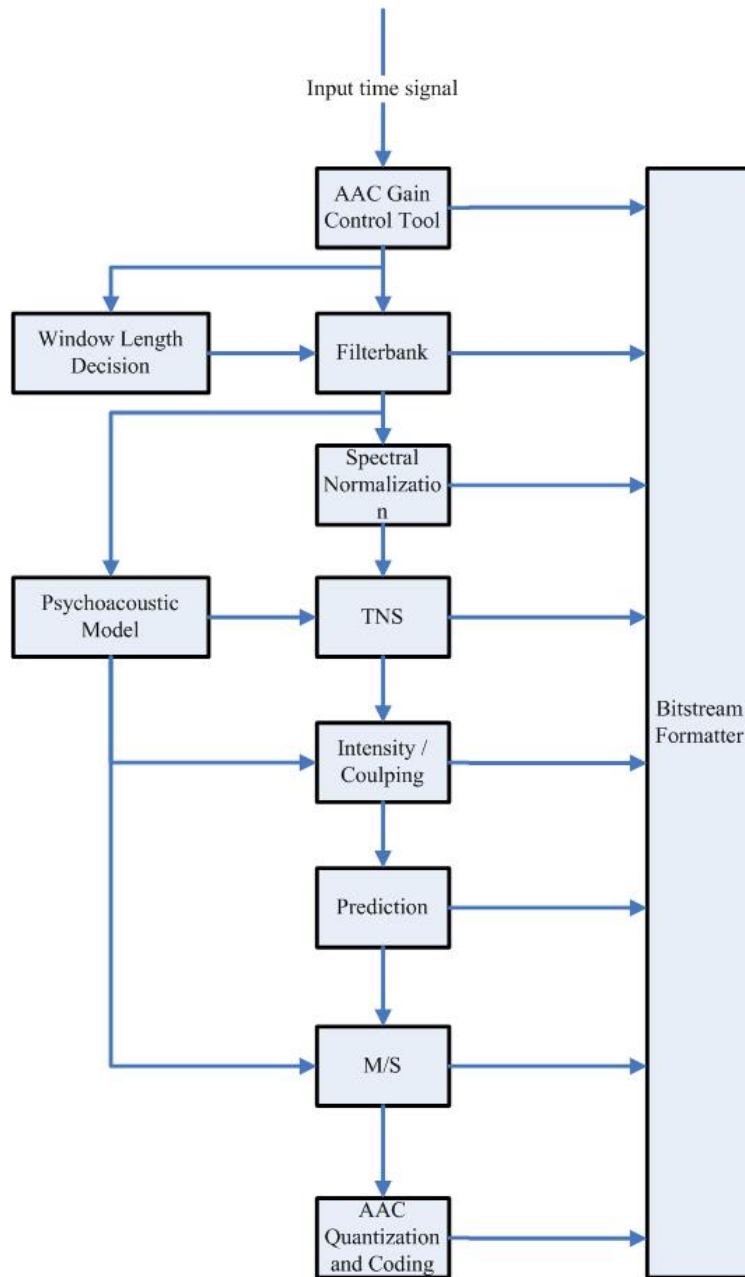 Input time signal
AAC Gain
Control Tool
Window Length
Decision
Filterbank
Spectral
Normalizatio
n
Psychoacoustic
Model
TNS
Intensity /
Coulping
Bitstream
Formatter
Prediction
M/S
AAC
Quantization
and Coding